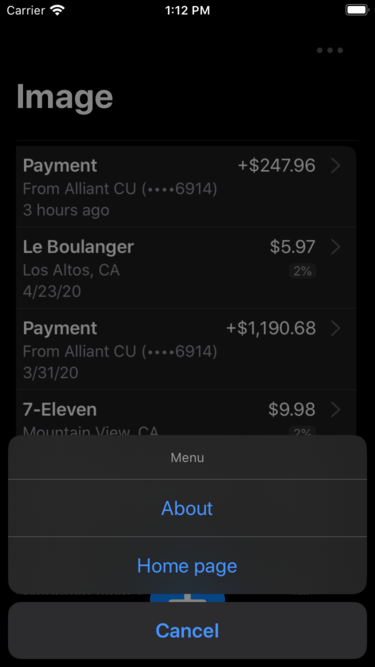 Carrier 1:12 PM
Image
Payment +$247.96
From Alliant CU (••••6914)
3 hours ago
Le Boulanger $5.97
Los Altos, CA 2%
4/23/20
Payment +$1,190.68
From Alliant CU (••••6914)
3/31/20
7-Eleven $9.98
Mountain View, CA 2%
Menu
About
Home page
Cancel